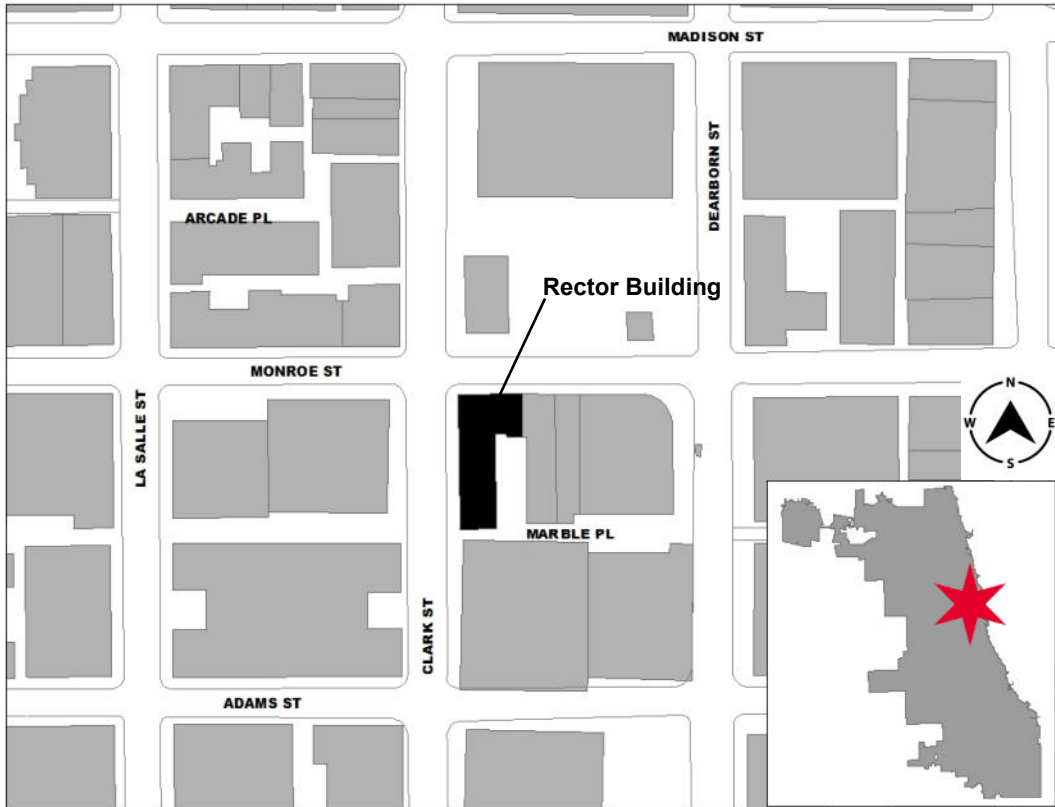 MADISON ST
DEARBORN ST
ARCADE PL
Rector Building
MONROE ST
LA SALLE ST
N
W E
S
MARBLE PL
CLARK ST
ADAMS ST